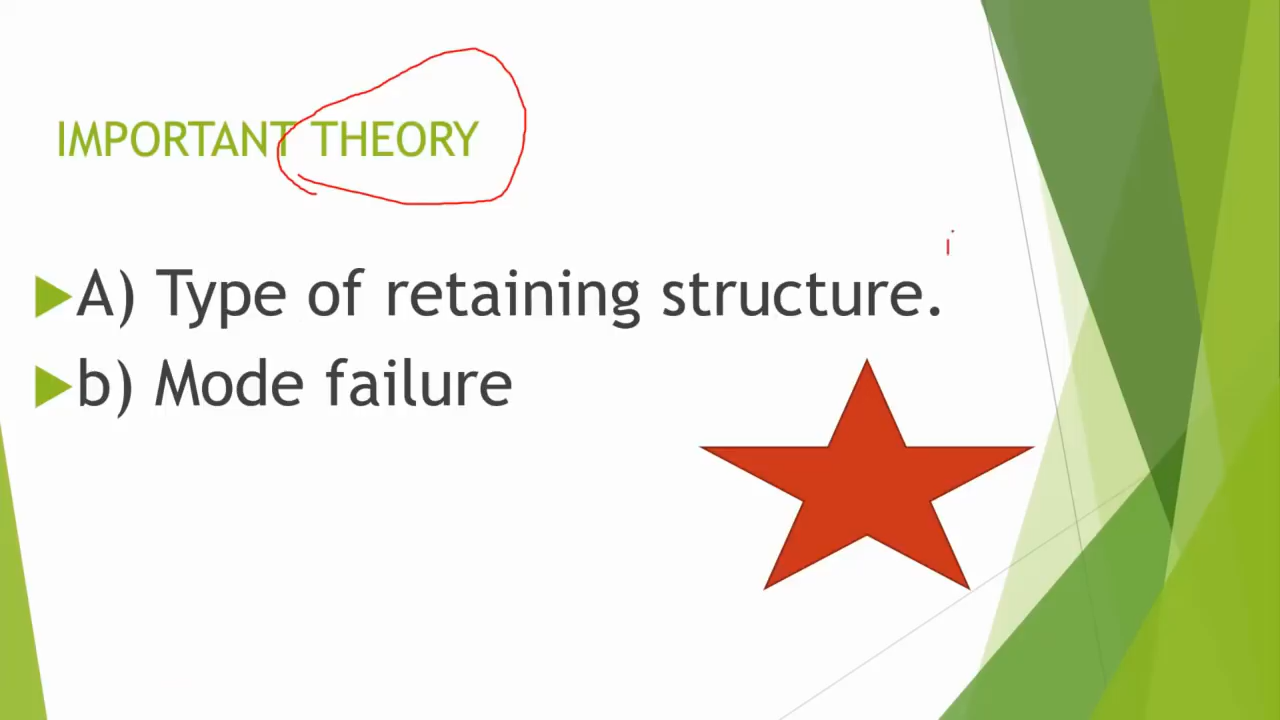 IMPORTANT THEORY
A) Type of retaining structure.
b) Mode failure